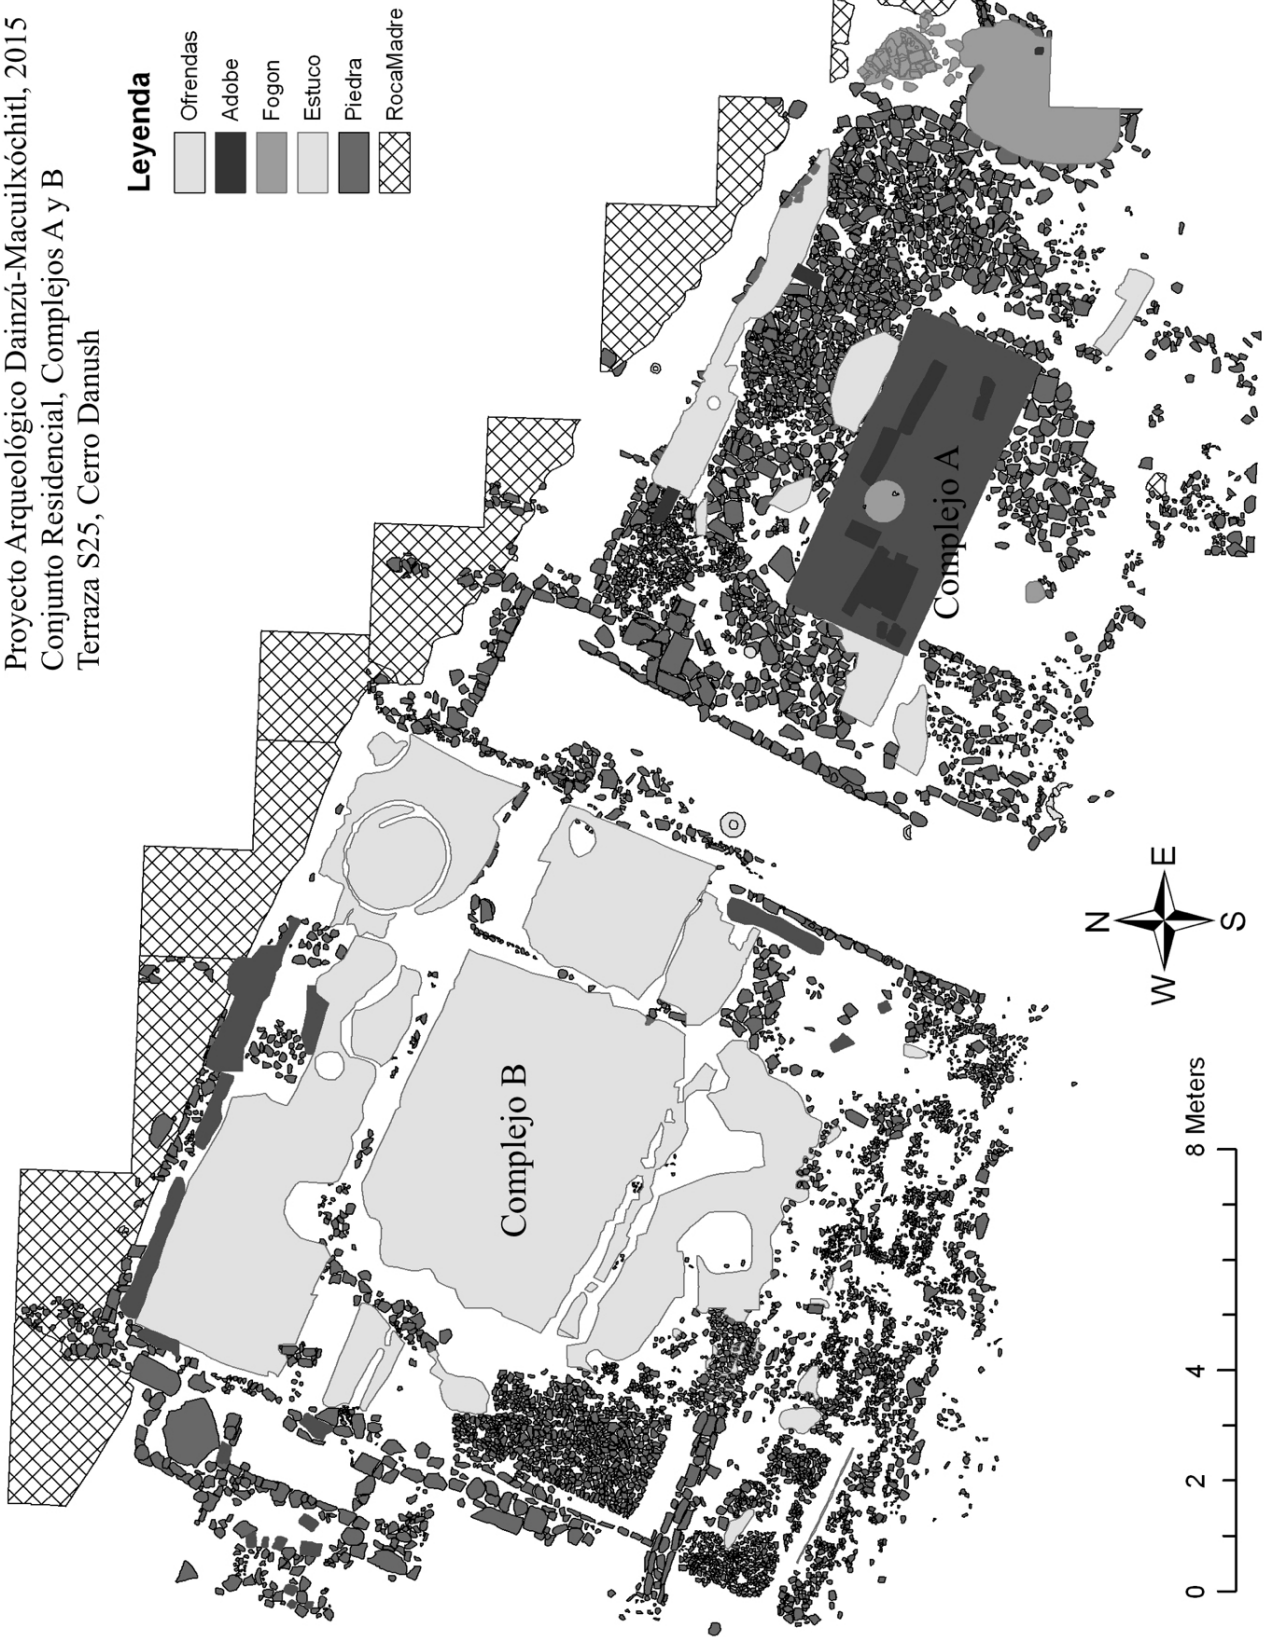 Proyecto Arqueológico Dainzú-Macuilxóchitl, 2015
Conjunto Residencial, Complejos A y B
Terraza S25, Cerro Danush
Leyenda
Ofrendas
Adobe
Fogon
Estuco
Piedra
RocaMadre
Complejo B
Complejo A
N
W
E
S
0
2
4
8 Meters